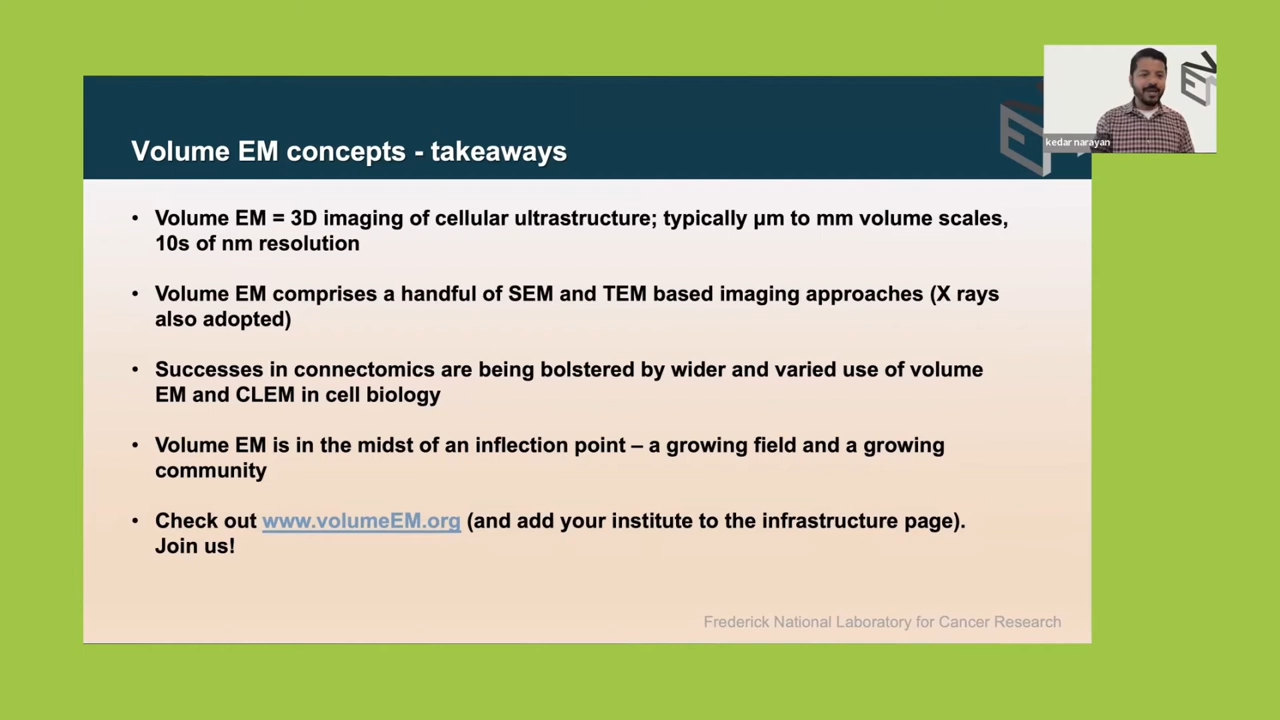 Volume EM concepts - takeaways
kedar narayan
• Volume EM = 3D imaging of cellular ultrastructure; typically μm to mm volume scales,
10s of nm resolution
• Volume EM comprises a handful of SEM and TEM based imaging approaches (X rays
also adopted)
• Successes in connectomics are being bolstered by wider and varied use of volume
EM and CLEM in cell biology
• Volume EM is in the midst of an inflection point – a growing field and a growing
community
• Check out www.volumeEM.org (and add your institute to the infrastructure page).
Join us!
Frederick National Laboratory for Cancer Research